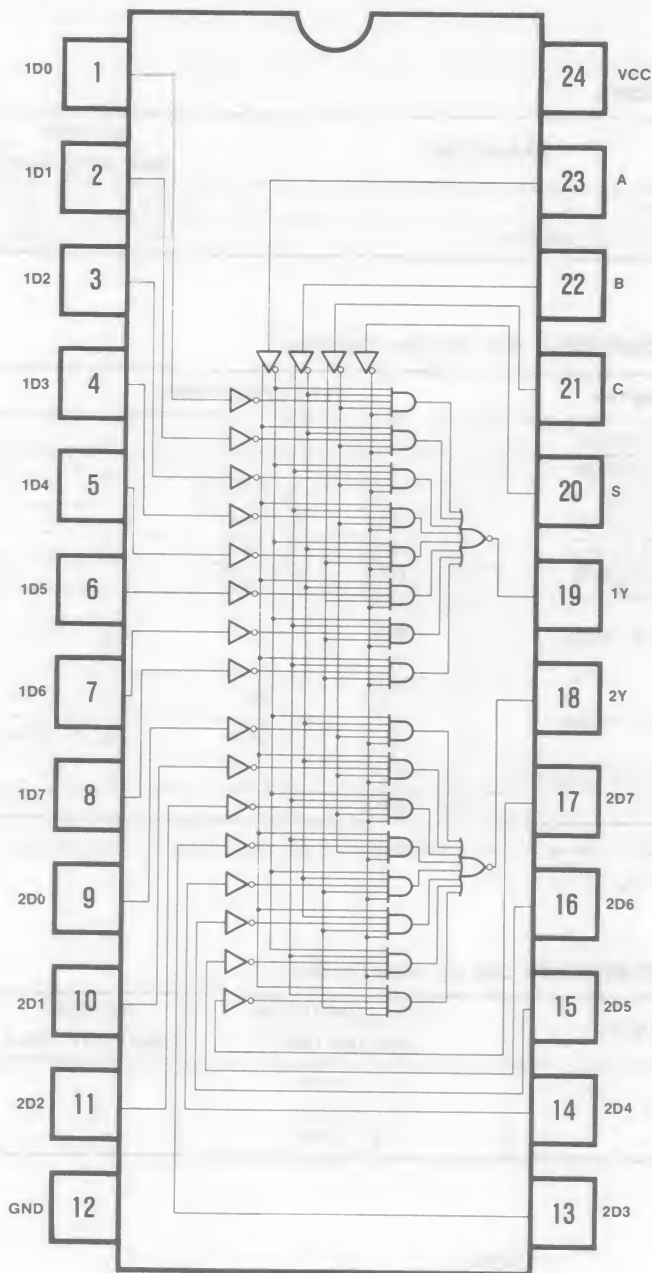 1D0 1 24 VCC
1D1 2 23 A
1D2 3 22 B
1D3 4 21 C
1D4 5 20 S
1D5 6 19 1Y
1D6 7 18 2Y
1D7 8 17 2D7
2D0 9 16 2D6
2D1 10 15 2D5
2D2 11 14 2D4
GND 12 13 2D3